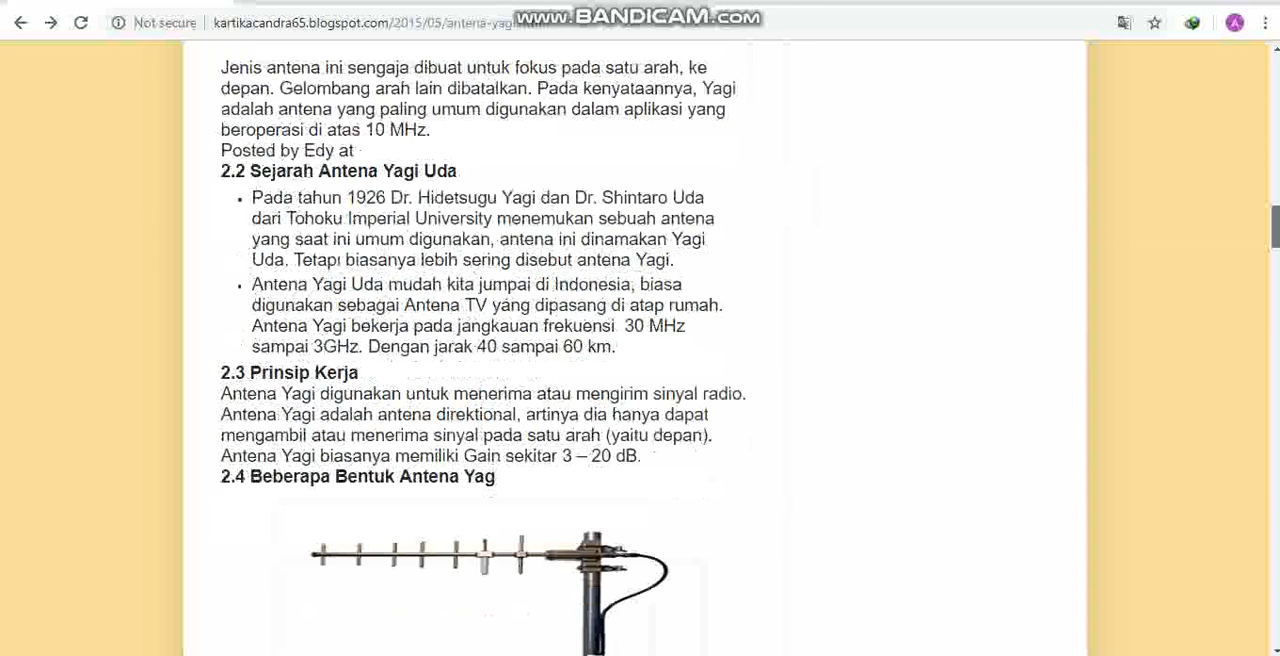 www.BANDICAM.com
Not secure
kartikacandra65.blogspot.com/2015/05/antena-yagi
A
Jenis antena ini sengaja dibuat untuk fokus pada satu arah, ke
depan. Gelombang arah lain dibatalkan. Pada kenyataannya, Yagi
adalah antena yang paling umum digunakan dalam aplikasi yang
beroperasi di atas 10 MHz.
Posted by Edy at
2.2 Sejarah Antena Yagi Uda
• Pada tahun 1926 Dr. Hidetsugu Yagi dan Dr. Shintaro Uda
dari Tohoku Imperial University menemukan sebuah antena
yang saat ini umum digunakan, antena ini dinamakan Yagi
Uda. Tetapi biasanya lebih sering disebut antena Yagi.
• Antena Yagi Uda mudah kita jumpai di Indonesia, biasa
digunakan sebagai Antena TV yang dipasang di atap rumah.
Antena Yagi bekerja pada jangkauan frekuensi 30 MHz
sampai 3GHz. Dengan jarak 40 sampai 60 km.
2.3 Prinsip Kerja
Antena Yagi digunakan untuk menerima atau mengirim sinyal radio.
Antena Yagi adalah antena direktional, artinya dia hanya dapat
mengambil atau menerima sinyal pada satu arah (yaitu depan).
Antena Yagi biasanya memiliki Gain sekitar 3 – 20 dB.
2.4 Beberapa Bentuk Antena Yag